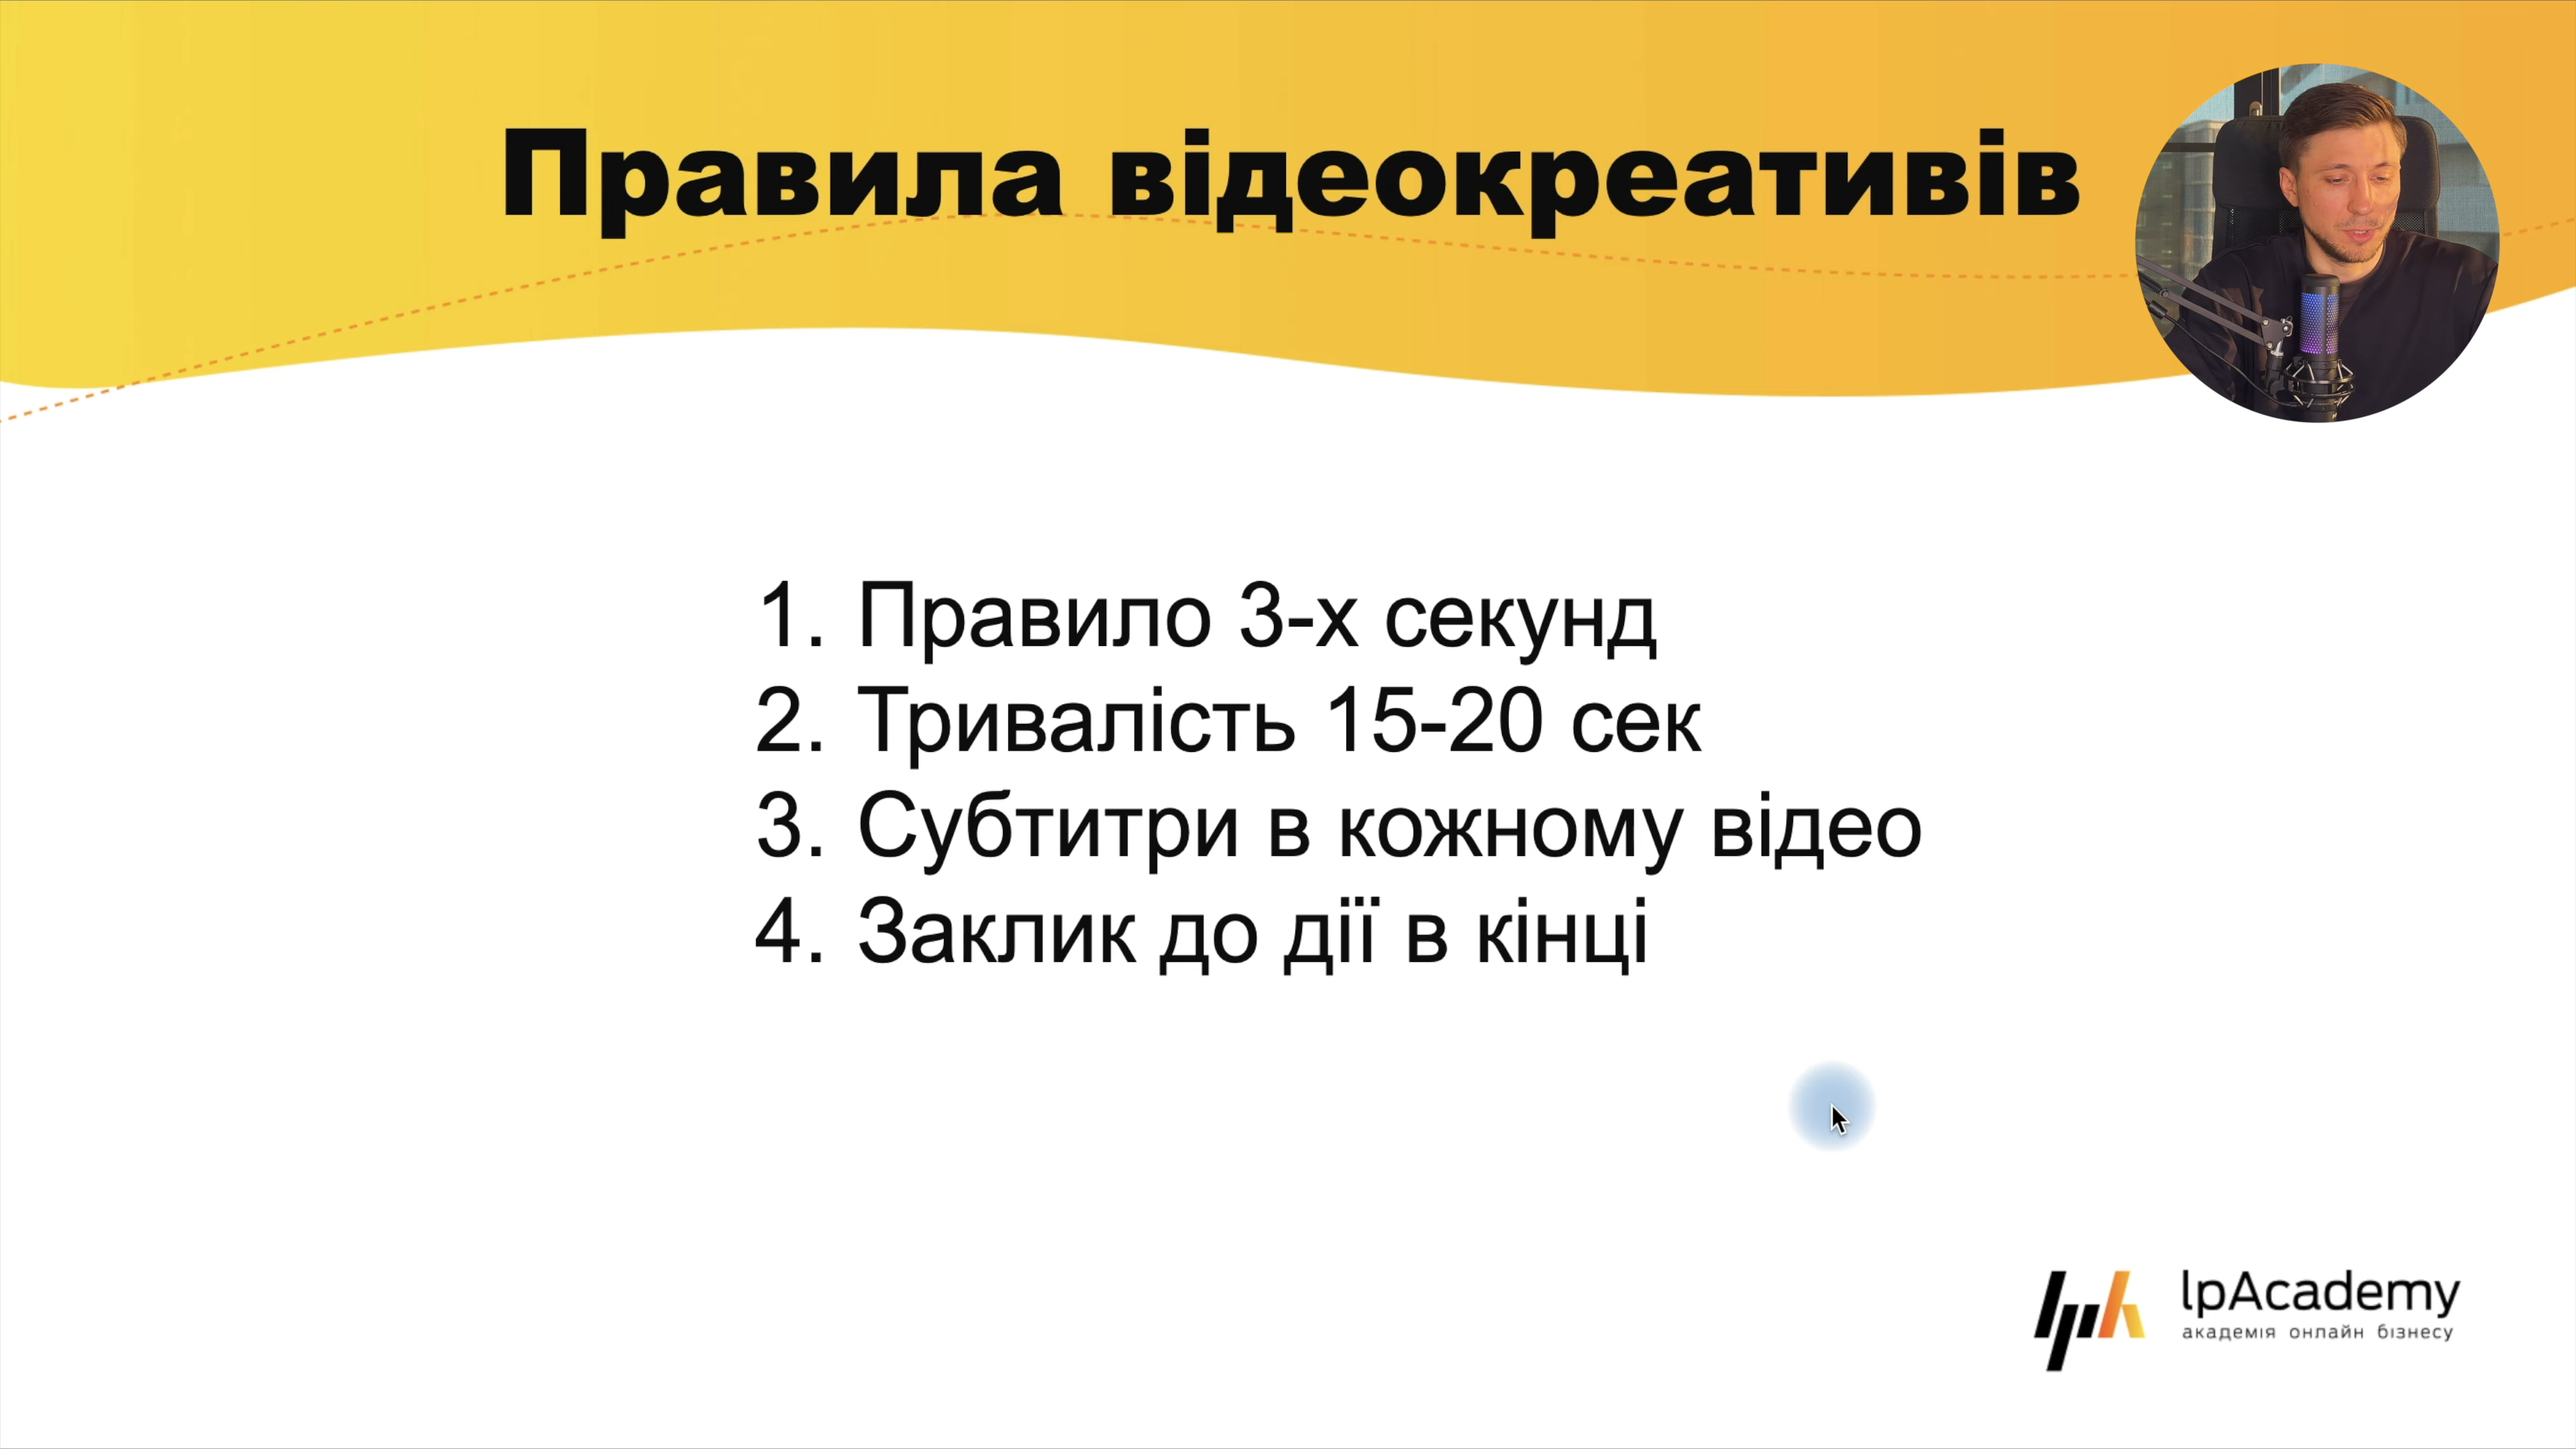 Правила відеокреативів
1. Правило 3-х секунд
2. Тривалість 15-20 сек
3. Субтитри в кожному відео
4. Заклик до дії в кінці
lpAcademy
академія онлайн бізнесу